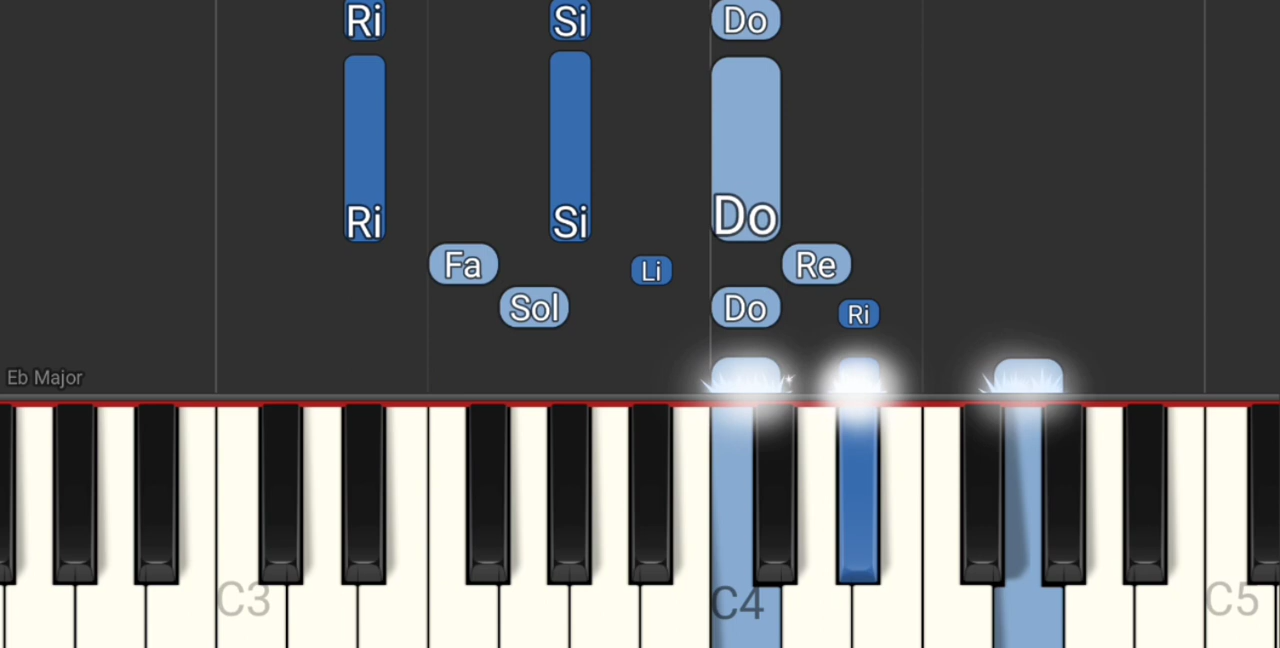 Ri Si Do
Ri Si Do
Fa Li Re
Sol Do Ri
Eb Major
C3 C4 C5